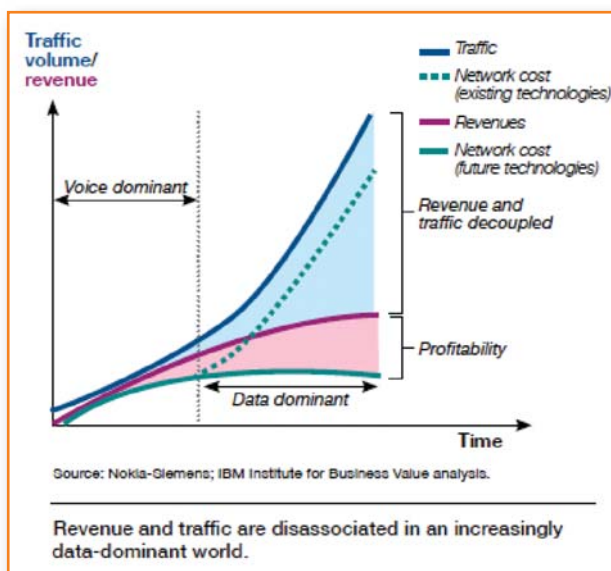 Traffic
volume/
revenue
Traffic
Network cost
(existing technologies)
Revenues
Network cost
(future technologies)
Voice dominant
Revenue and
traffic decoupled
Profitability
Data dominant
Time
Source: Nokia-Siemens; IBM Institute for Business Value analysis.
Revenue and traffic are disassociated in an increasingly
data-dominant world.